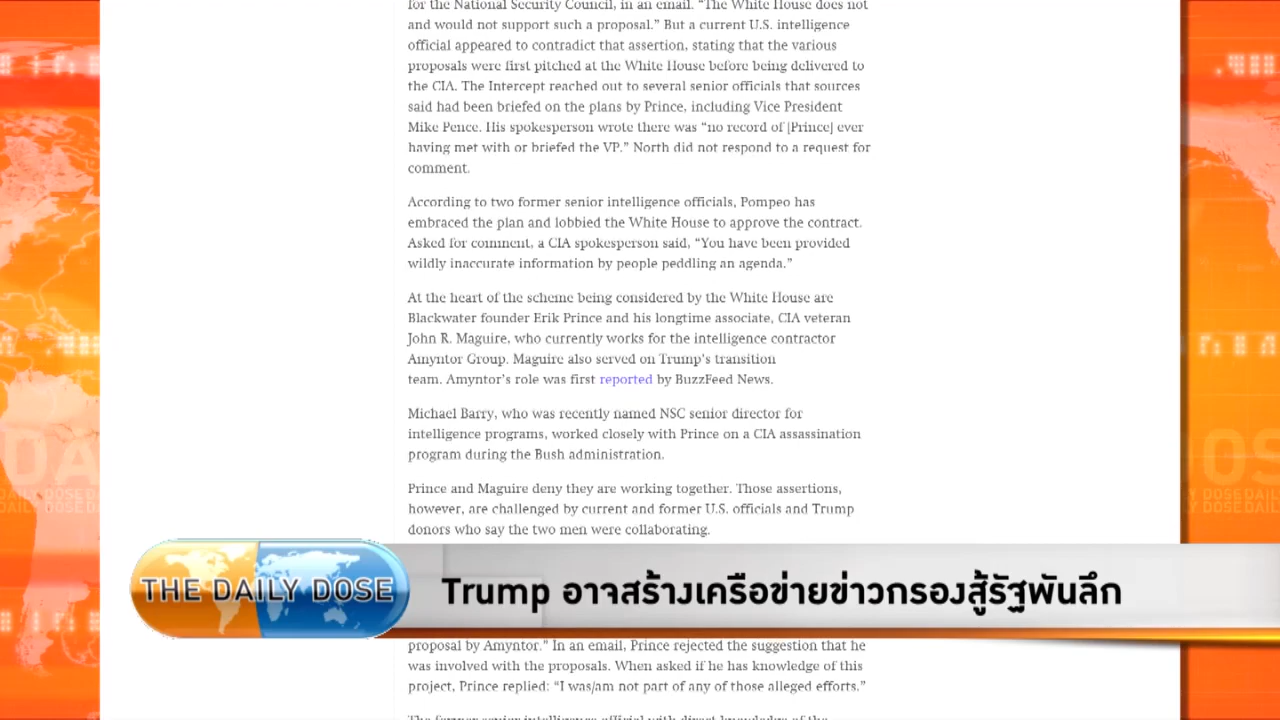 for the National Security Council, in an email. “The White House does not
and would not support such a proposal.” But a current U.S. intelligence
official appeared to contradict that assertion, stating that the various
proposals were first pitched at the White House before being delivered to
the CIA. The Intercept reached out to several senior officials that sources
said had been briefed on the plans by Prince, including Vice President
Mike Pence. His spokesperson wrote there was “no record of [Prince] ever
having met with or briefed the VP.” North did not respond to a request for
comment.
According to two former senior intelligence officials, Pompeo has
embraced the plan and lobbied the White House to approve the contract.
Asked for comment, a CIA spokesperson said, “You have been provided
wildly inaccurate information by people peddling an agenda.”
At the heart of the scheme being considered by the White House are
Blackwater founder Erik Prince and his longtime associate, CIA veteran
John R. Maguire, who currently works for the intelligence contractor
Amyntor Group. Maguire also served on Trump’s transition
team. Amyntor’s role was first reported by BuzzFeed News.
Michael Barry, who was recently named NSC senior director for
intelligence programs, worked closely with Prince on a CIA assassination
program during the Bush administration.
Prince and Maguire deny they are working together. Those assertions,
however, are challenged by current and former U.S. officials and Trump
donors who say the two men were collaborating.
THE DAILY DOSE
Trump อาจสร้างเครือข่ายข่าวกรองสู้รัฐพันลึก
proposal by Amyntor.” In an email, Prince rejected the suggestion that he
was involved with the proposals. When asked if he has knowledge of this
project, Prince replied: “I was/am not part of any of those alleged efforts.”